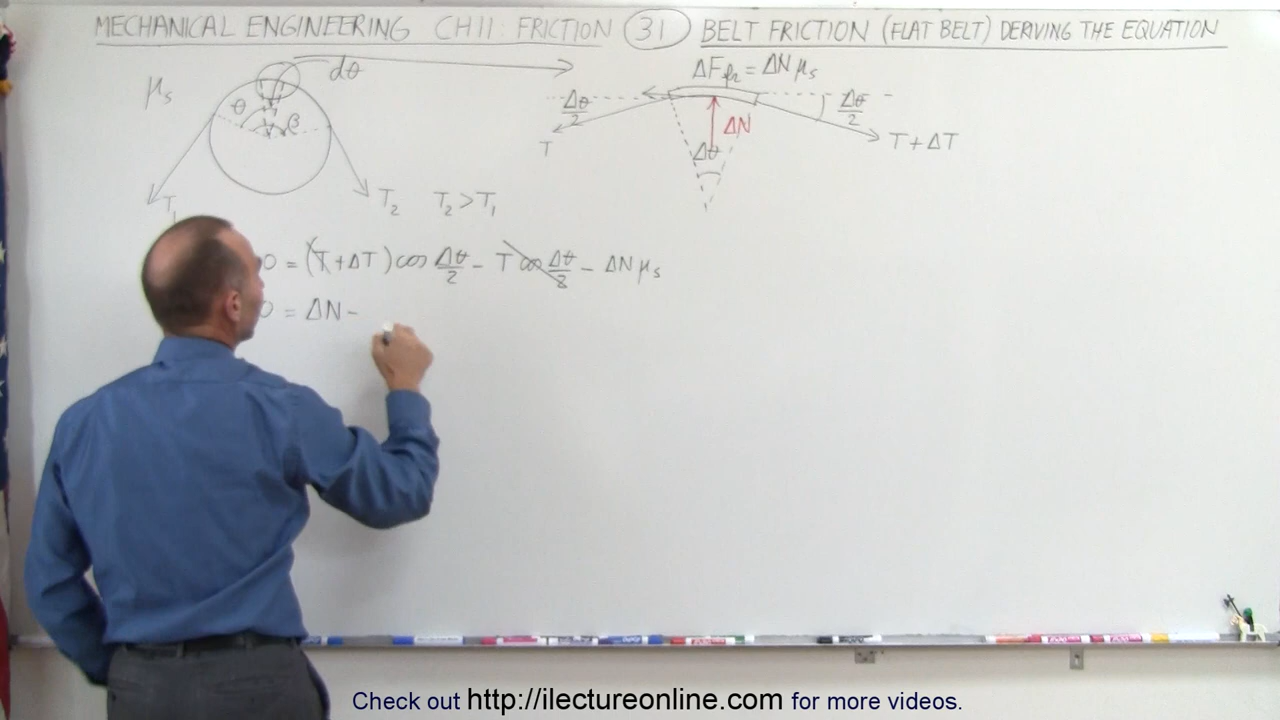 MECHANICAL ENGINEERING CH 11: FRICTION 31 BELT FRICTION (FLAT BELT) DERIVING THE EQUATION
μs
dθ
θ
β
T1
T2 T2 > T1
ΔFfr = ΔN μs
Δθ/2
Δθ/2
T
ΔN
T + ΔT
Δθ
0 = (T + ΔT) cos Δθ/2 - T cos Δθ/2 - ΔN μs
0 = ΔN -
Check out http://ilectureonline.com for more videos.